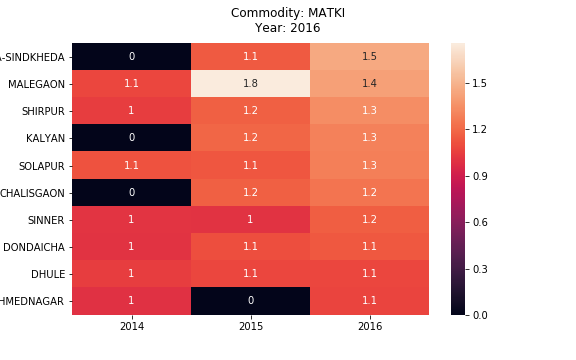 Commodity: MATKI
Year: 2016
A-SINDKHEDA 0 1.1 1.5
MALEGAON 1.1 1.8 1.4
SHIRPUR 1 1.2 1.3
KALYAN 0 1.2 1.3
SOLAPUR 1.1 1.1 1.3
CHALISGAON 0 1.2 1.2
SINNER 1 1 1.2
DONDAICHA 1 1.1 1.1
DHULE 1 1.1 1.1
HMEDNAGAR 1 0 1.1
2014 2015 2016
1.5
1.2
0.9
0.6
0.3
0.0